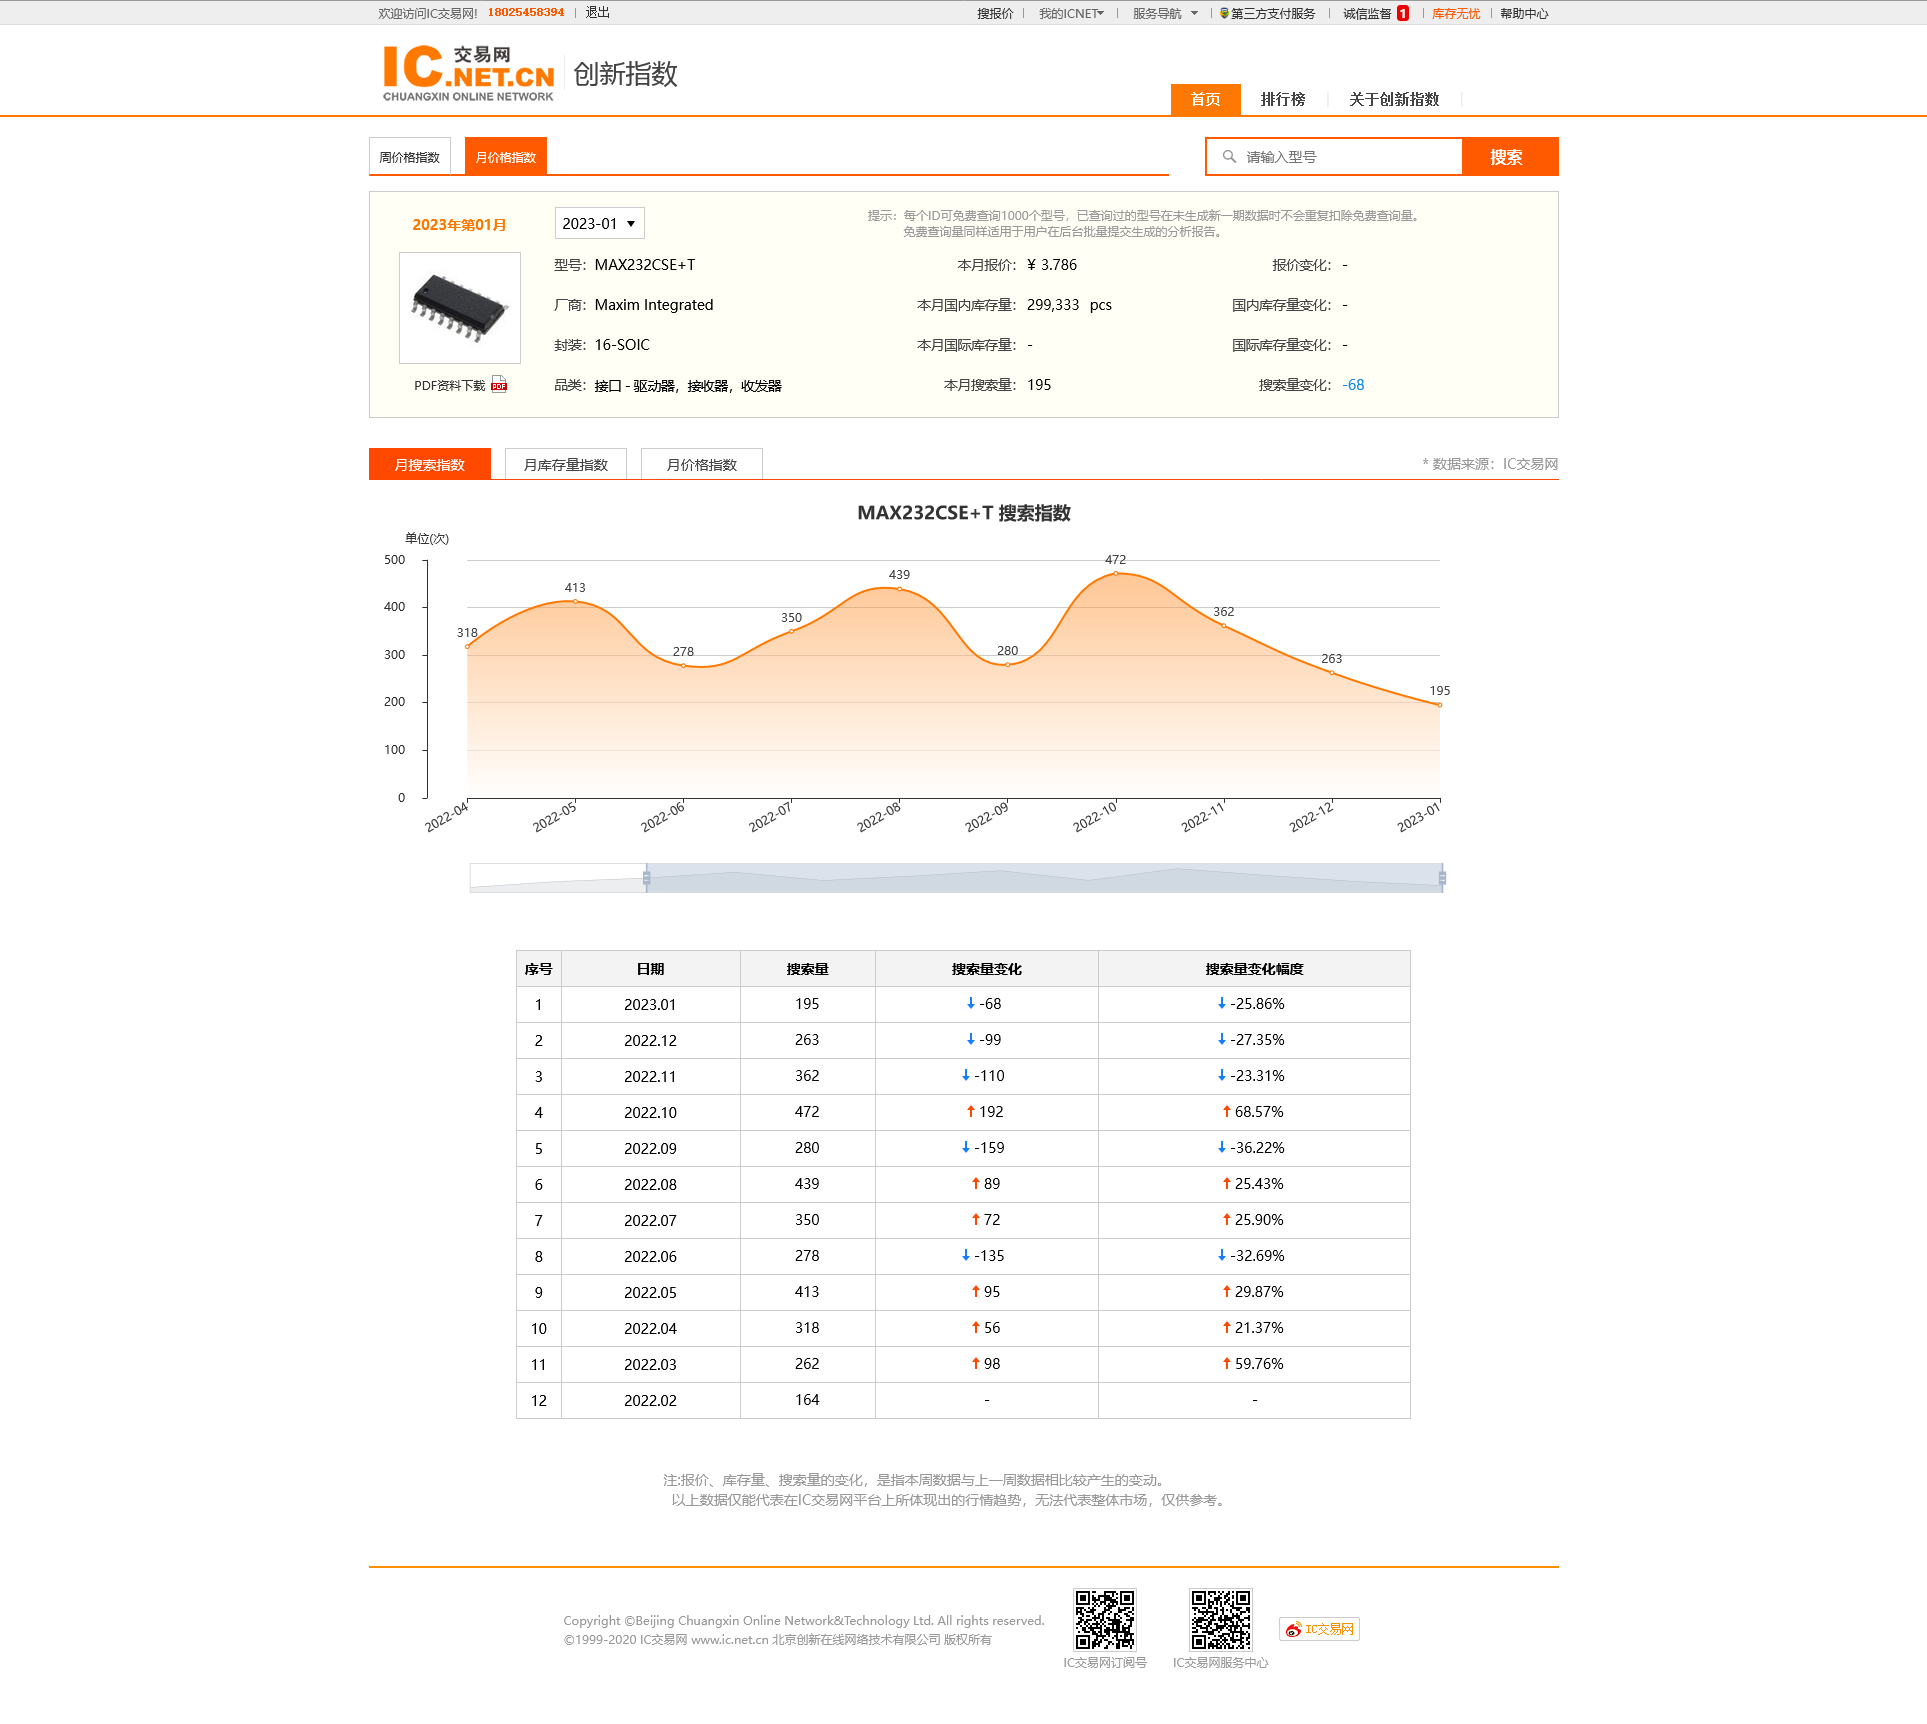 欢迎访问IC交易网! 18025458394 退出 搜报价 我的ICNET 服务导航 第三方支付服务 诚信监督 1 库存无忧 帮助中心
IC交易网.NET.CN 创新指数
CHUANGXIN ONLINE NETWORK
首页 排行榜 关于创新指数
周价格指数 月价格指数 请输入型号 搜索
2023年第01月 2023-01 提示：每个ID可免费查询1000个型号，已查询过的型号在未生成新一期数据时不会重复扣除免费查询量。
免费查询量同样适用于用户在后台批量提交生成的分析报告。
型号：MAX232CSE+T 本月报价：¥ 3.786 报价变化：-
厂商：Maxim Integrated 本月国内库存量：299,333 pcs 国内库存量变化：-
封装：16-SOIC 本月国际库存量：- 国际库存量变化：-
PDF资料下载 PDF 品类：接口 - 驱动器，接收器，收发器 本月搜索量：195 搜索量变化：-68
月搜索指数 月库存量指数 月价格指数 * 数据来源：IC交易网
MAX232CSE+T 搜索指数
单位(次)
500
400
300
200
100
0
318 413 278 350 439 280 472 362 263 195
2022-04 2022-05 2022-06 2022-07 2022-08 2022-09 2022-10 2022-11 2022-12 2023-01
序号 日期 搜索量 搜索量变化 搜索量变化幅度
1 2023.01 195 ↓ -68 ↓ -25.86%
2 2022.12 263 ↓ -99 ↓ -27.35%
3 2022.11 362 ↓ -110 ↓ -23.31%
4 2022.10 472 ↑ 192 ↑ 68.57%
5 2022.09 280 ↓ -159 ↓ -36.22%
6 2022.08 439 ↑ 89 ↑ 25.43%
7 2022.07 350 ↑ 72 ↑ 25.90%
8 2022.06 278 ↓ -135 ↓ -32.69%
9 2022.05 413 ↑ 95 ↑ 29.87%
10 2022.04 318 ↑ 56 ↑ 21.37%
11 2022.03 262 ↑ 98 ↑ 59.76%
12 2022.02 164 - -
注:报价、库存量、搜索量的变化，是指本周数据与上一周数据相比较产生的变动。
以上数据仅能代表在IC交易网平台上所体现出的行情趋势，无法代表整体市场，仅供参考。
Copyright ©Beijing Chuangxin Online Network&Technology Ltd. All rights reserved.
©1999-2020 IC交易网 www.ic.net.cn 北京创新在线网络技术有限公司 版权所有
IC交易网
IC交易网订阅号 IC交易网服务中心